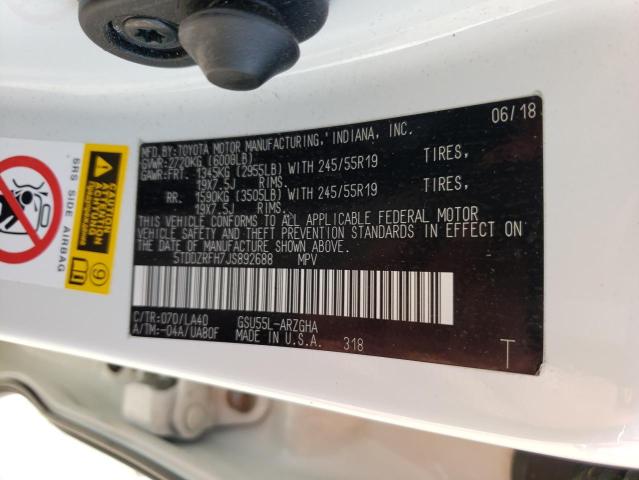 06/18
MFD.BY:TOYOTA MOTOR MANUFACTURING, INDIANA, INC.
GVWR:2720KG (6000LB)
GAWR:FRT. 1345KG (2955LB) WITH 245/55R19 TIRES,
19X7.5J RIMS.
RR. 1590KG (3505LB) WITH 245/55R19 TIRES,
19X7.5J RIMS.
THIS VEHICLE CONFORMS TO ALL APPLICABLE FEDERAL MOTOR
VEHICLE SAFETY AND THEFT PREVENTION STANDARDS IN EFFECT
ON THE DATE OF MANUFACTURE SHOWN ABOVE.
5TDDZRFH7JS892688 MPV
C/TR:070/LA40 GSU55L-ARZGHA
A/TM:-04A/UA80F MADE IN U.S.A. 318
T
SRS SIDE AIRBAG
CAUTION
ATTENTION
9